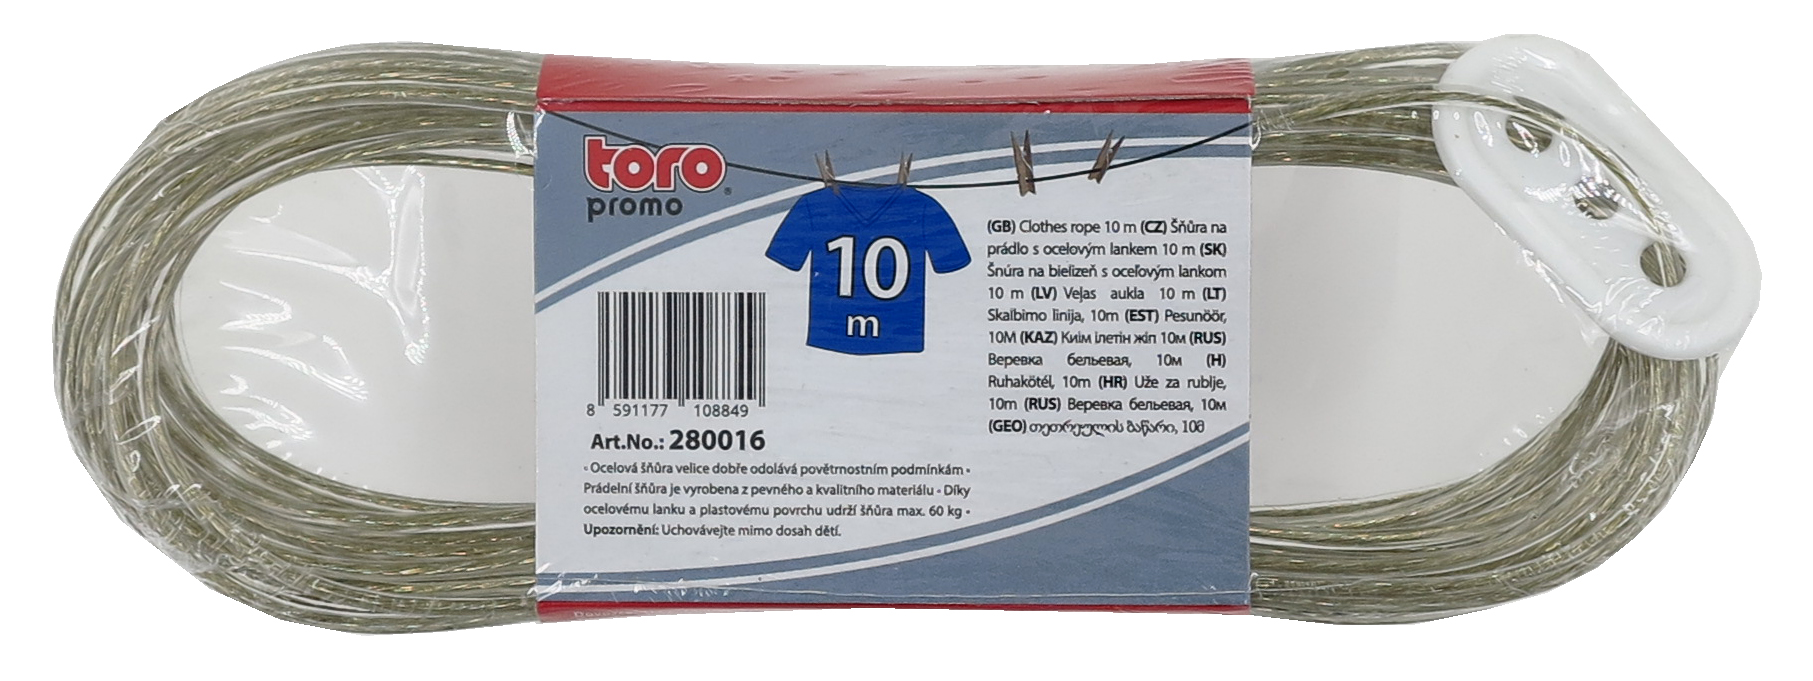 toro
promo
10
m
8 591177 108849
Art.No.: 280016
• Ocelová šňůra velice dobře odolává povětrnostním podmínkám •
Prádelní šňůra je vyrobena z pevného a kvalitního materiálu • Díky
ocelovému lanku a plastovému povrchu udrží šňůra max. 60 kg •
Upozornění: Uchovávejte mimo dosah dětí.
(GB) Clothes rope 10 m (CZ) Šňůra na
prádlo s ocelovým lankem 10 m (SK)
Šnúra na bielizeň s oceľovým lankom
10 m (LV) Veļas aukla 10 m (LT)
Skalbimo linija, 10m (EST) Pesunöör,
10M (KAZ) Киім ілетін жіп 10м (RUS)
Веревка бельевая, 10м (H)
Ruhakötél, 10m (HR) Uže za rublje,
10m (RUS) Веревка бельевая, 10м
(GEO) თეთრეულის ბაწარი, 10მ